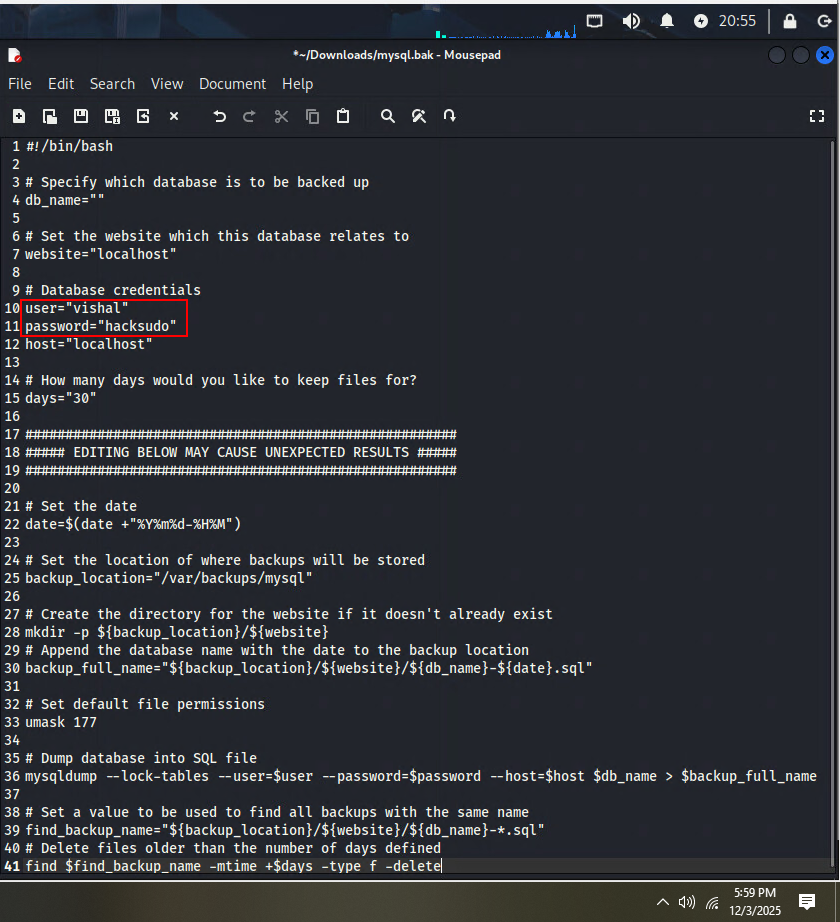 20:55
*~/Downloads/mysql.bak - Mousepad
File Edit Search View Document Help
1 #!/bin/bash
2
3 # Specify which database is to be backed up
4 db_name=""
5
6 # Set the website which this database relates to
7 website="localhost"
8
9 # Database credentials
10 user="vishal"
11 password="hacksudo"
12 host="localhost"
13
14 # How many days would you like to keep files for?
15 days="30"
16
17 ######################################################
18 ##### EDITING BELOW MAY CAUSE UNEXPECTED RESULTS #####
19 ######################################################
20
21 # Set the date
22 date=$(date +"%Y%m%d-%H%M")
23
24 # Set the location of where backups will be stored
25 backup_location="/var/backups/mysql"
26
27 # Create the directory for the website if it doesn't already exist
28 mkdir -p ${backup_location}/${website}
29 # Append the database name with the date to the backup location
30 backup_full_name="${backup_location}/${website}/${db_name}-${date}.sql"
31
32 # Set default file permissions
33 umask 177
34
35 # Dump database into SQL file
36 mysqldump --lock-tables --user=$user --password=$password --host=$host $db_name > $backup_full_name
37
38 # Set a value to be used to find all backups with the same name
39 find_backup_name="${backup_location}/${website}/${db_name}-*.sql"
40 # Delete files older than the number of days defined
41 find $find_backup_name -mtime +$days -type f -delete
5:59 PM
12/3/2025